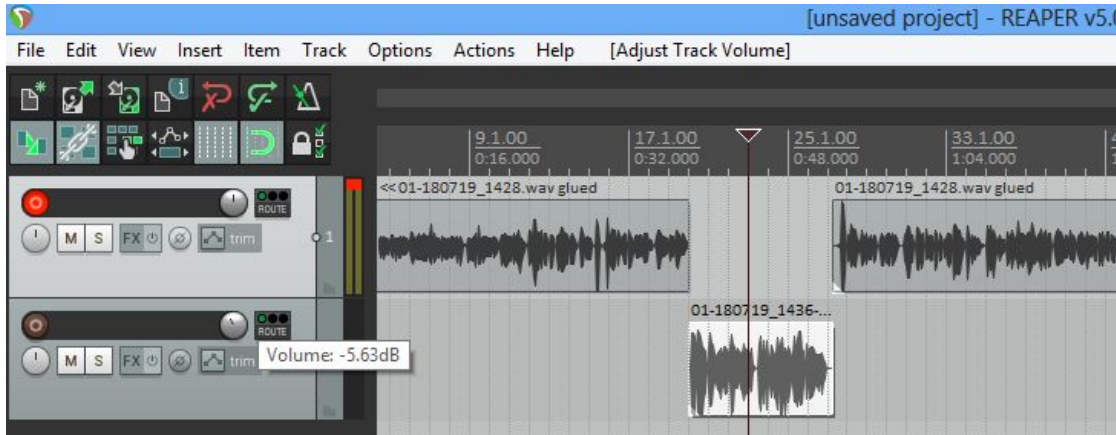 [unsaved project] - REAPER v5.0
File Edit View Insert Item Track Options Actions Help [Adjust Track Volume]
9.1.00 17.1.00 25.1.00 33.1.00
0:16.000 0:32.000 0:48.000 1:04.000
<<01-180719_1428.wav glued 01-180719_1428.wav glued
ROUTE
M S FX trim 1
01-180719_1436-...
ROUTE
Volume: -5.63dB
M S FX trim